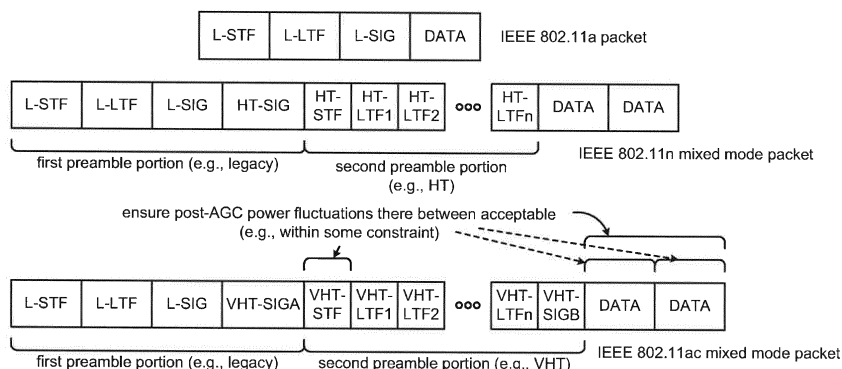 L-STF L-LTF L-SIG DATA IEEE 802.11a packet
L-STF L-LTF L-SIG HT-SIG HT-STF HT-LTF1 HT-LTF2 ooo HT-LTFn DATA DATA
IEEE 802.11n mixed mode packet
first preamble portion (e.g., legacy) second preamble portion
(e.g., HT)
ensure post-AGC power fluctuations there between acceptable
(e.g., within some constraint)
L-STF L-LTF L-SIG VHT-SIGA VHT-STF VHT-LTF1 VHT-LTF2 ooo VHT-LTFn VHT-SIGB DATA DATA
IEEE 802.11ac mixed mode packet
first preamble portion (e.g., legacy) second preamble portion (e.g., VHT)